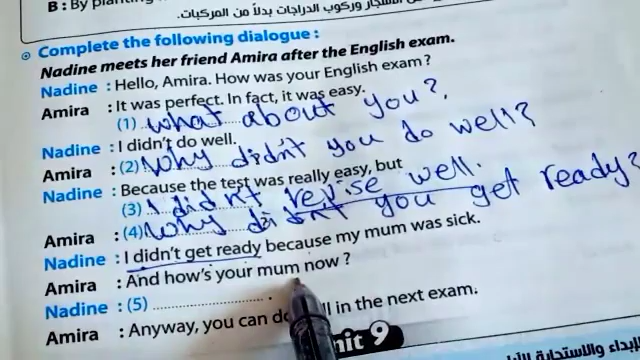 B : By planting
أشجار وركوب الدراجات بدلاً من المركبات.
Complete the following dialogue :
Nadine meets her friend Amira after the English exam.
Nadine : Hello, Amira. How was your English exam?
Amira : It was perfect. In fact, it was easy.
(1) what about you?
Nadine : I didn't do well.
Amira : (2) Why didn't you do well?
Nadine : Because the test was really easy, but
(3) I didn't revise well.
Amira : (4) Why didn't you get ready?
Nadine : I didn't get ready because my mum was sick.
Amira : And how's your mum now ?
Nadine : (5) ................................ .
Amira : Anyway, you can do in the next exam.
nit 9